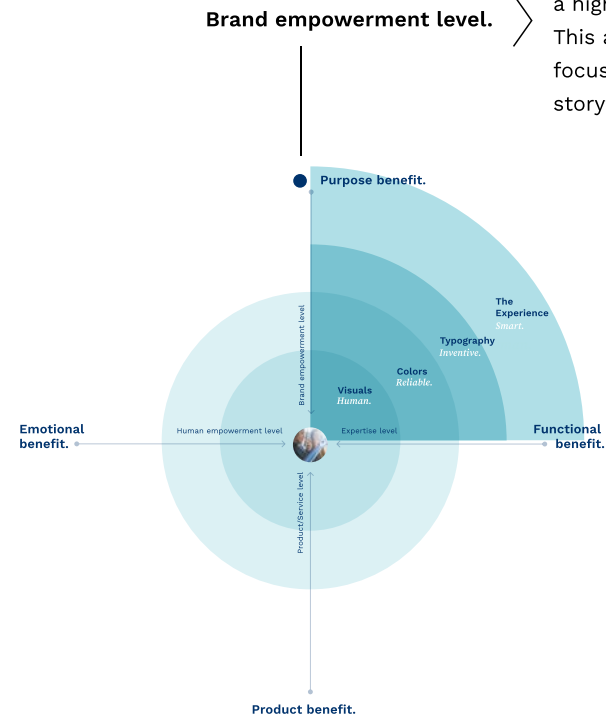 Brand empowerment level.
a hig
This a
focus
story
Purpose benefit.
The
Experience
Smart.
Typography
Inventive.
Colors
Reliable.
Visuals
Human.
Brand empowerment level
Emotional
benefit.
Human empowerment level
Expertise level
Functional
benefit.
Product/Service level
Product benefit.